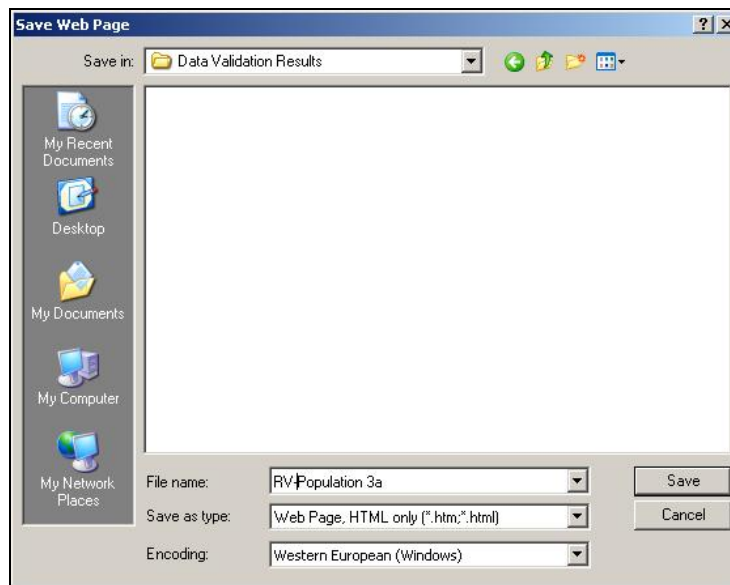 Save Web Page
Save in:
Data Validation Results
My Recent
Documents
Desktop
My Documents
My Computer
My Network
Places
File name:
RV-Population 3a
Save
Save as type:
Web Page, HTML only (*.htm;*.html)
Cancel
Encoding:
Western European (Windows)